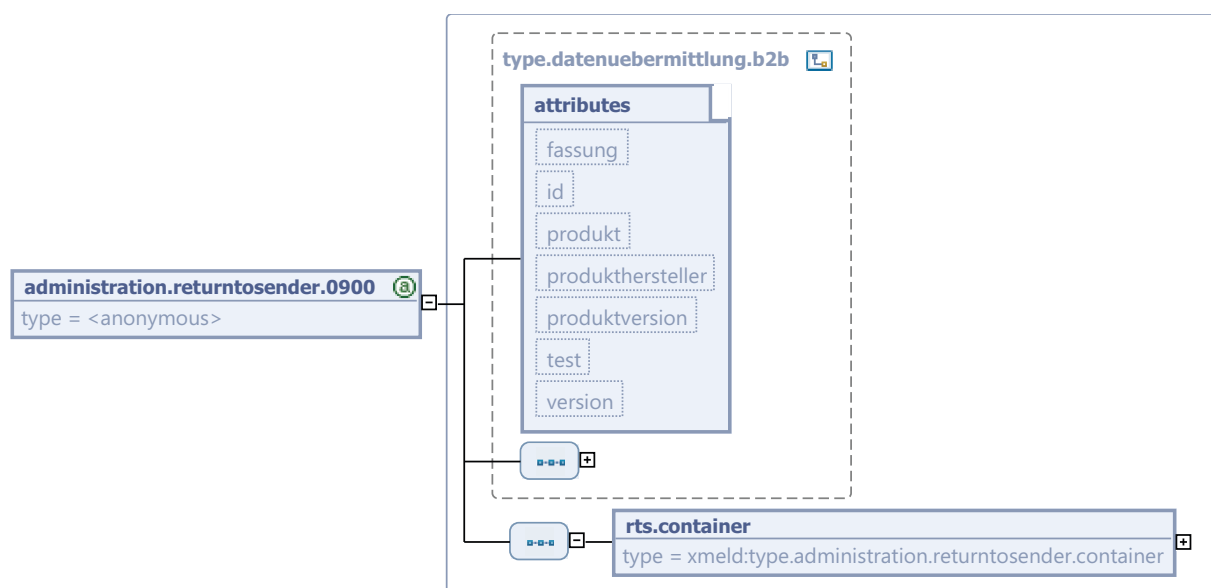 type.datenuebermittlung.b2b
attributes
fassung
id
produkt
produkthersteller
produktversion
test
version
administration.returntosender.0900 a
type = <anonymous>
rts.container
type = xmeld:type.administration.returntosender.container